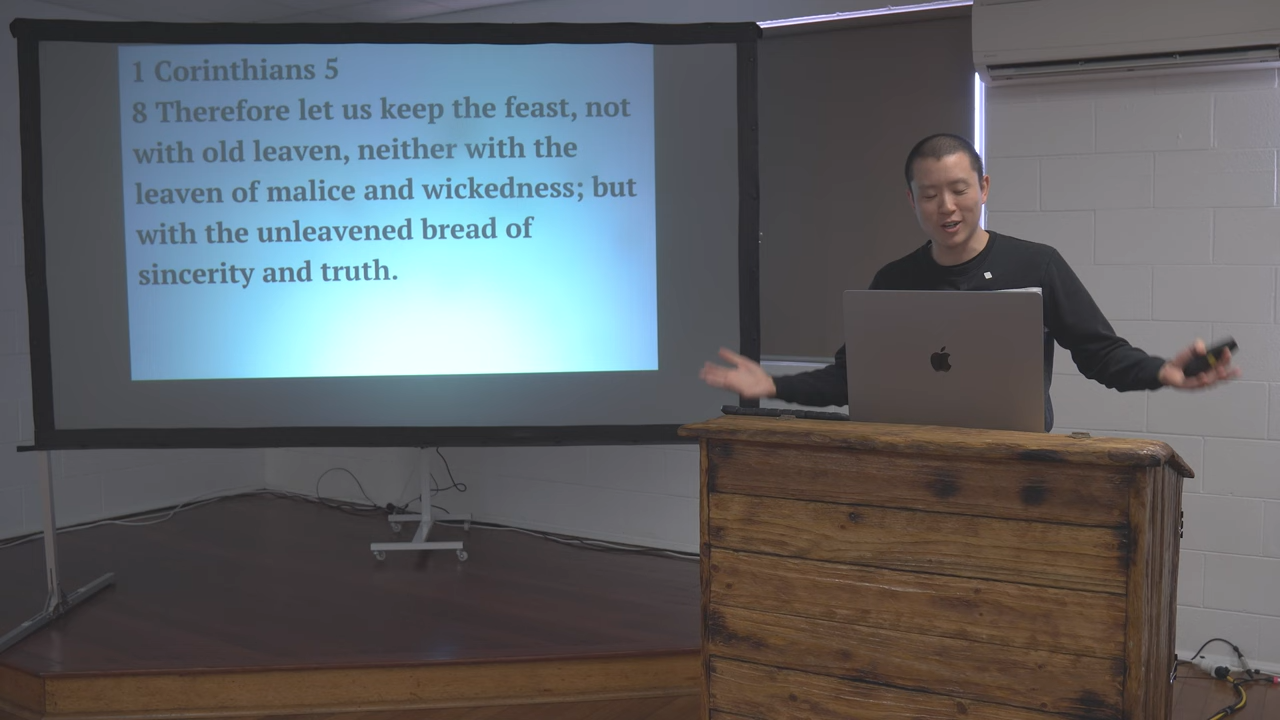 1 Corinthians 5
8 Therefore let us keep the feast, not
with old leaven, neither with the
leaven of malice and wickedness; but
with the unleavened bread of
sincerity and truth.